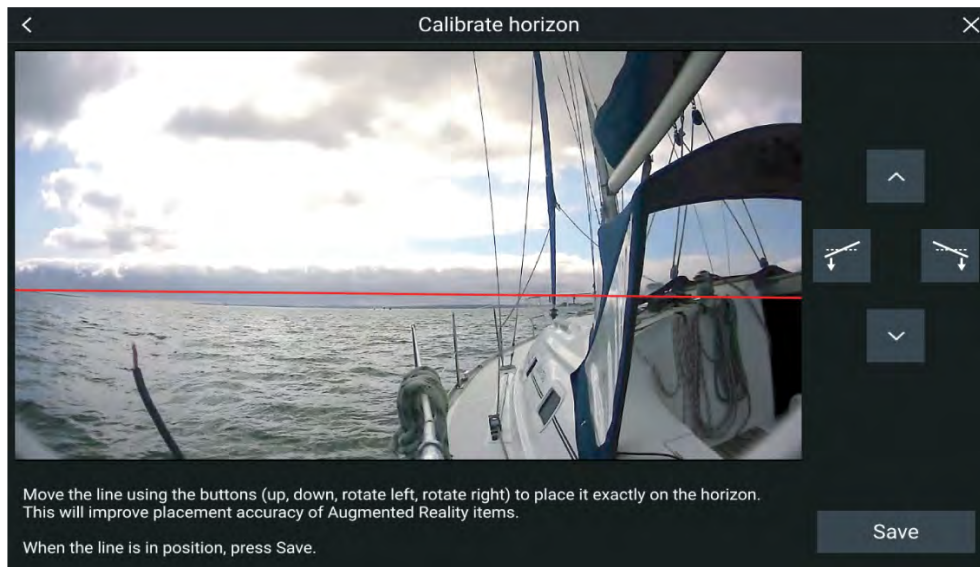 Calibrate horizon
Move the line using the buttons (up, down, rotate left, rotate right) to place it exactly on the horizon.
This will improve placement accuracy of Augmented Reality items.
When the line is in position, press Save.
Save